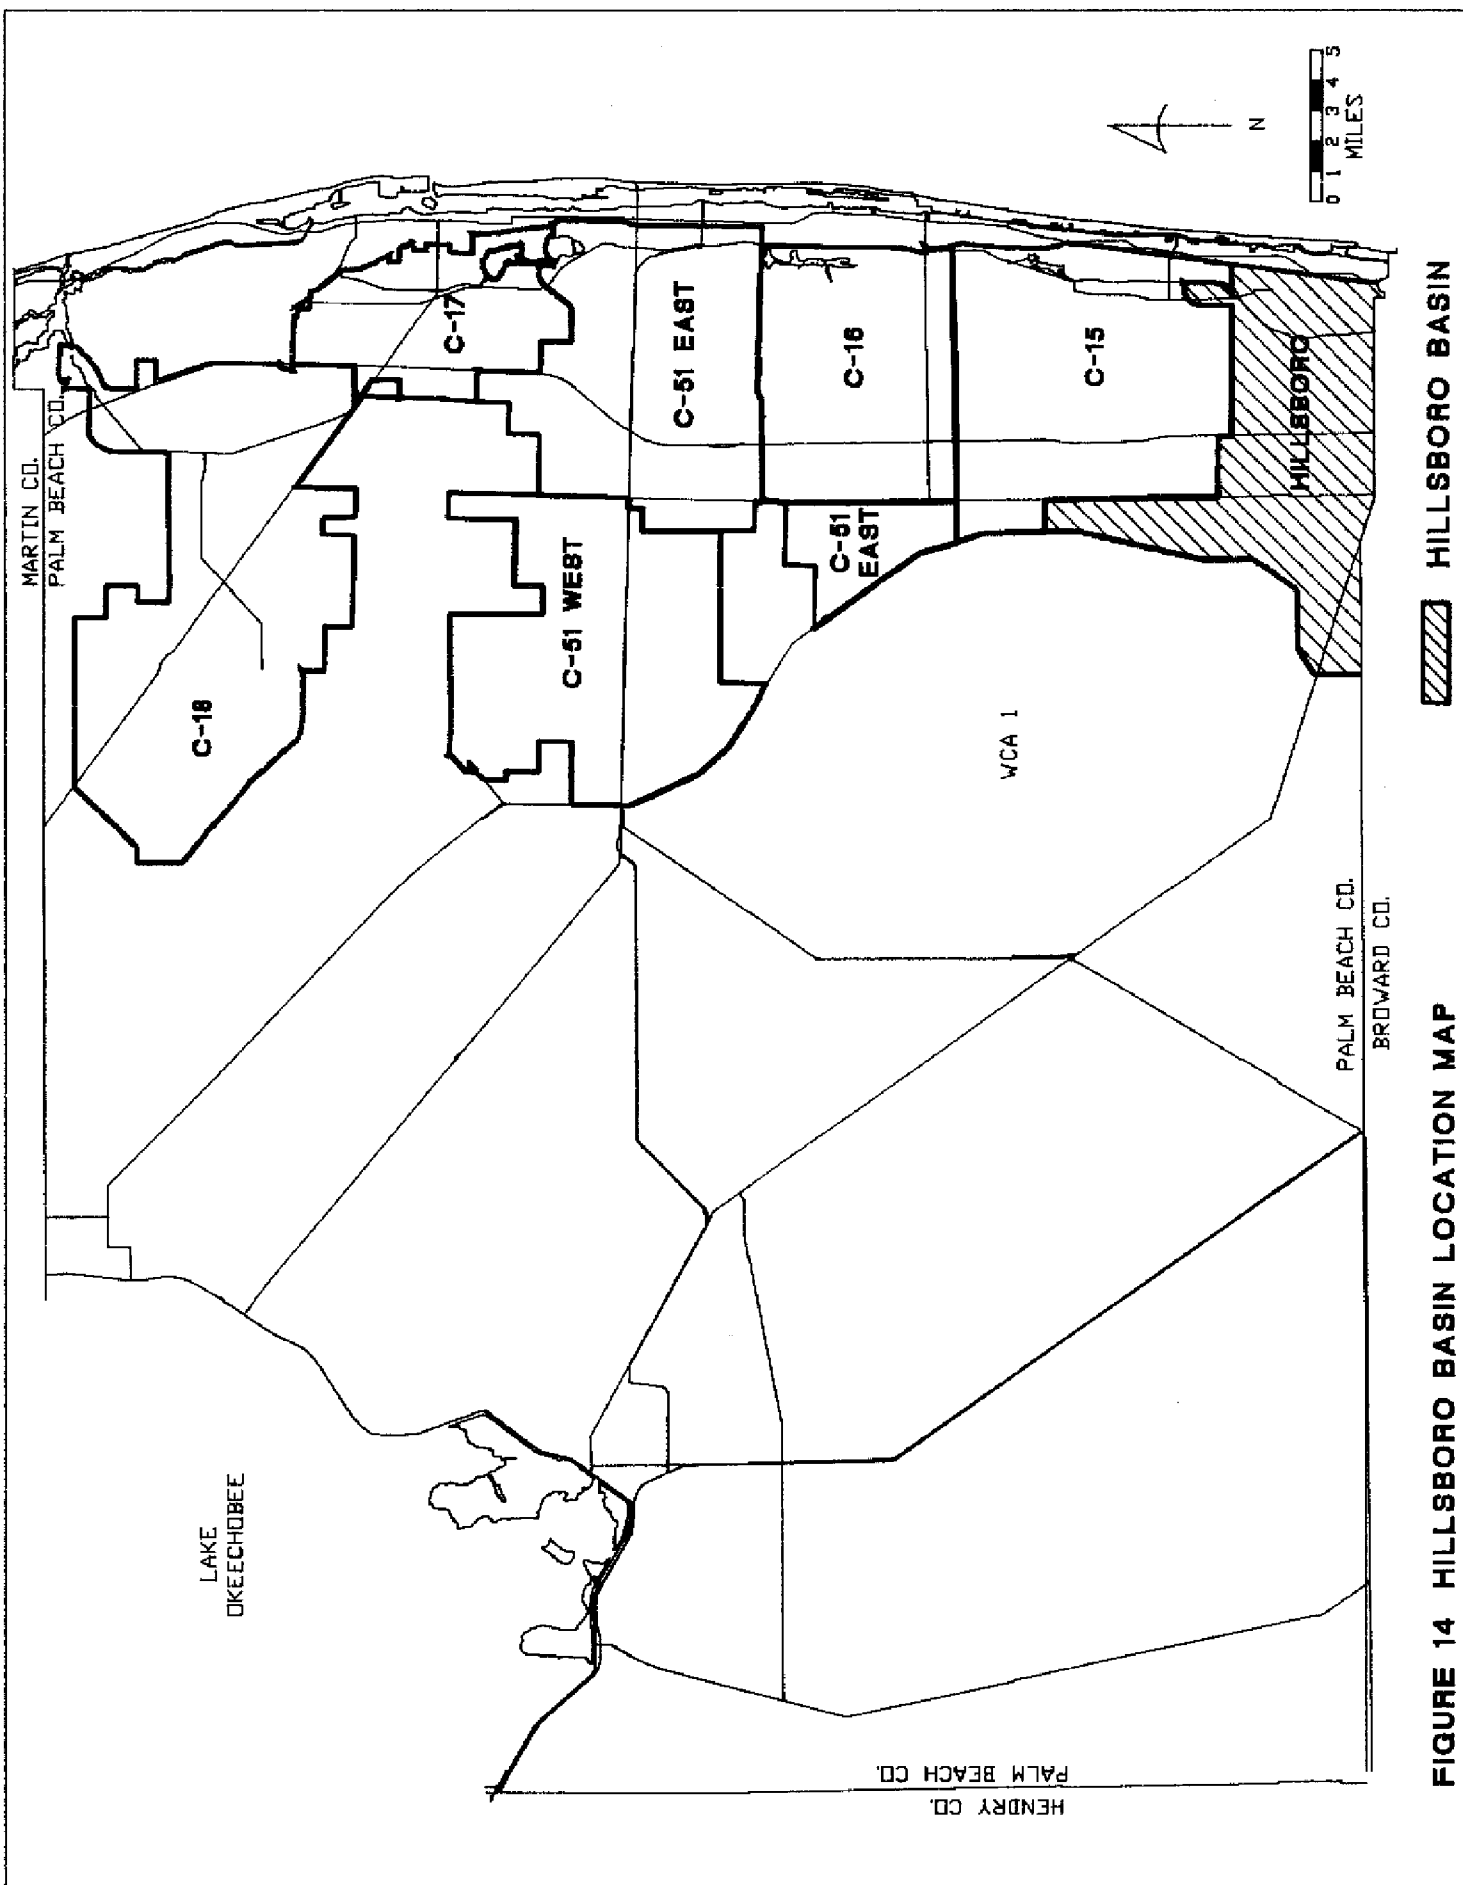 MARTIN CO.
PALM BEACH CO.
LAKE
OKEECHOBEE
C-18
C-17
C-51 WEST
C-51 EAST
C-51
EAST
C-16
C-15
WCA 1
HILLSBORO
HENDRY CO.
PALM BEACH CO.
PALM BEACH CO.
BROWARD CO.
N
0 1 2 3 4 5
MILES
FIGURE 14 HILLSBORO BASIN LOCATION MAP
HILLSBORO BASIN